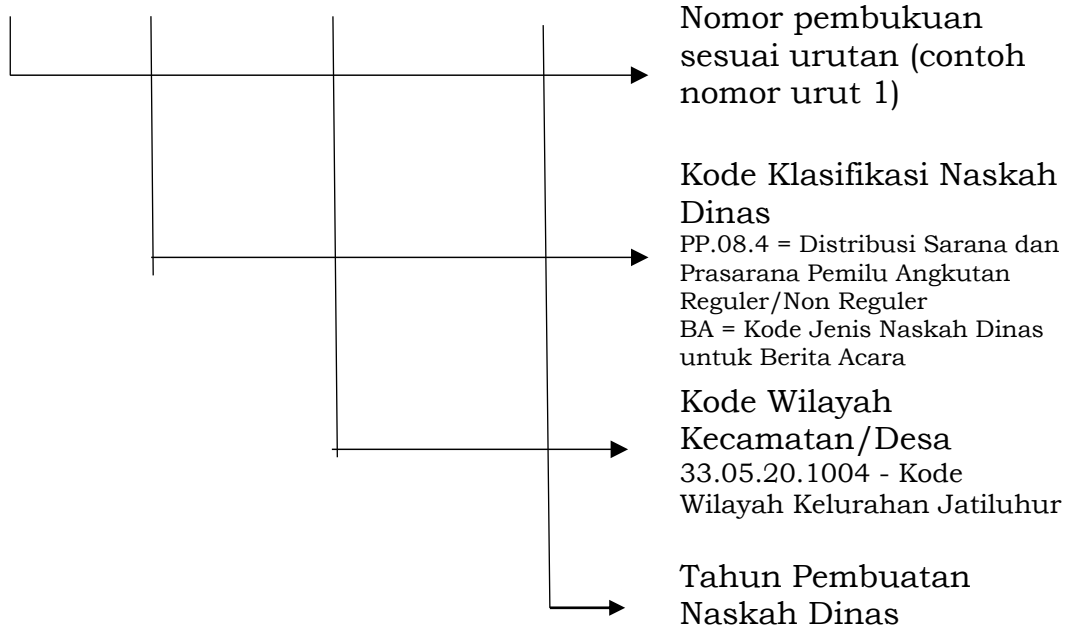 Nomor pembukuan
sesuai urutan (contoh
nomor urut 1)
Kode Klasifikasi Naskah
Dinas
PP.08.4 = Distribusi Sarana dan
Prasarana Pemilu Angkutan
Reguler/Non Reguler
BA = Kode Jenis Naskah Dinas
untuk Berita Acara
Kode Wilayah
Kecamatan/Desa
33.05.20.1004 - Kode
Wilayah Kelurahan Jatiluhur
Tahun Pembuatan
Naskah Dinas